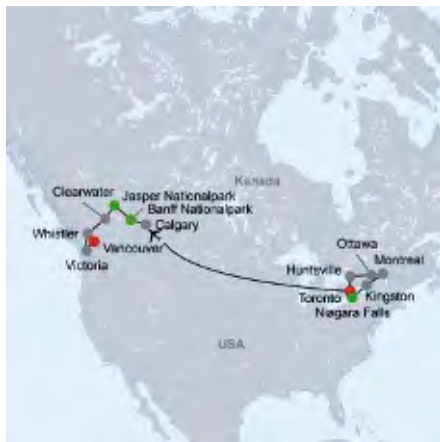 Kanada
Clearwater
Jasper Nationalpark
Banff Nationalpark
Calgary
Whistler
Vancouver
Victoria
Ottawa
Montreal
Huntsville
Toronto
Kingston
Niagara Falls
USA